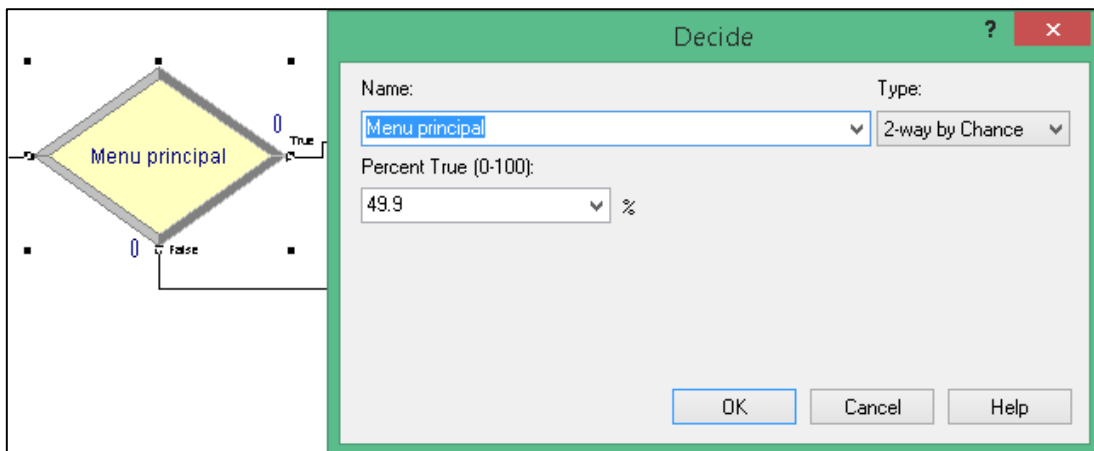 Decide
?
Name:
Type:
Menu principal
2-way by Chance
Percent True (0-100):
49.9
%
OK
Cancel
Help
0
True
Menu principal
0
False